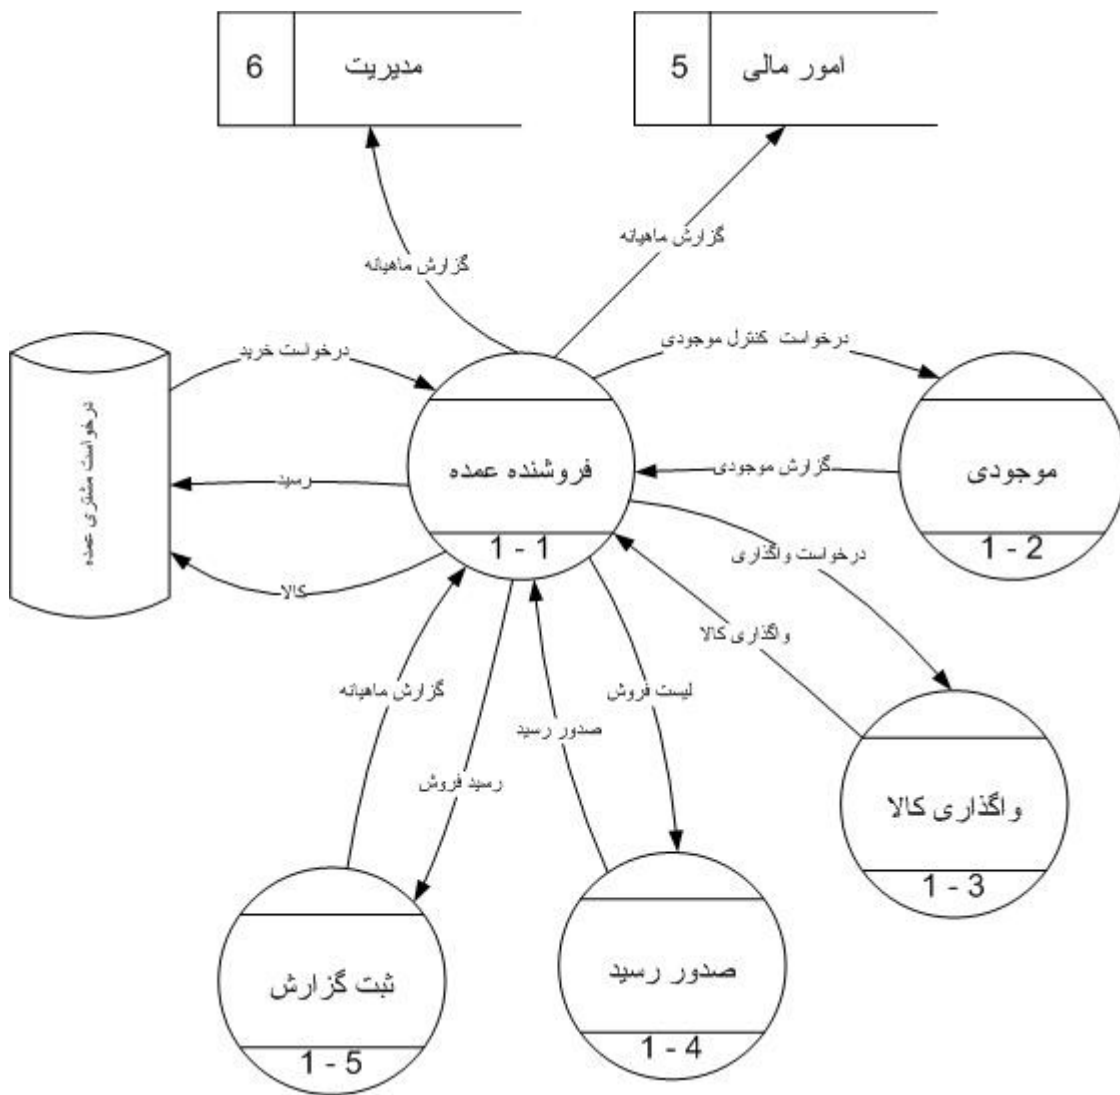 6
مدیریت
5
امور مالی
گزارش ماهیانه
گزارش ماهیانه
درخواست خرید
درخواست کنترل موجودی
درخواست مشتری عمده
رسید
کالا
فروشنده عمده
1 - 1
گزارش موجودی
موجودی
1 - 2
درخواست واگذاری
واگذاری کالا
گزارش ماهیانه
رسید فروش
صدور رسید
لیست فروش
واگذاری کالا
1 - 3
ثبت گزارش
1 - 5
صدور رسید
1 - 4